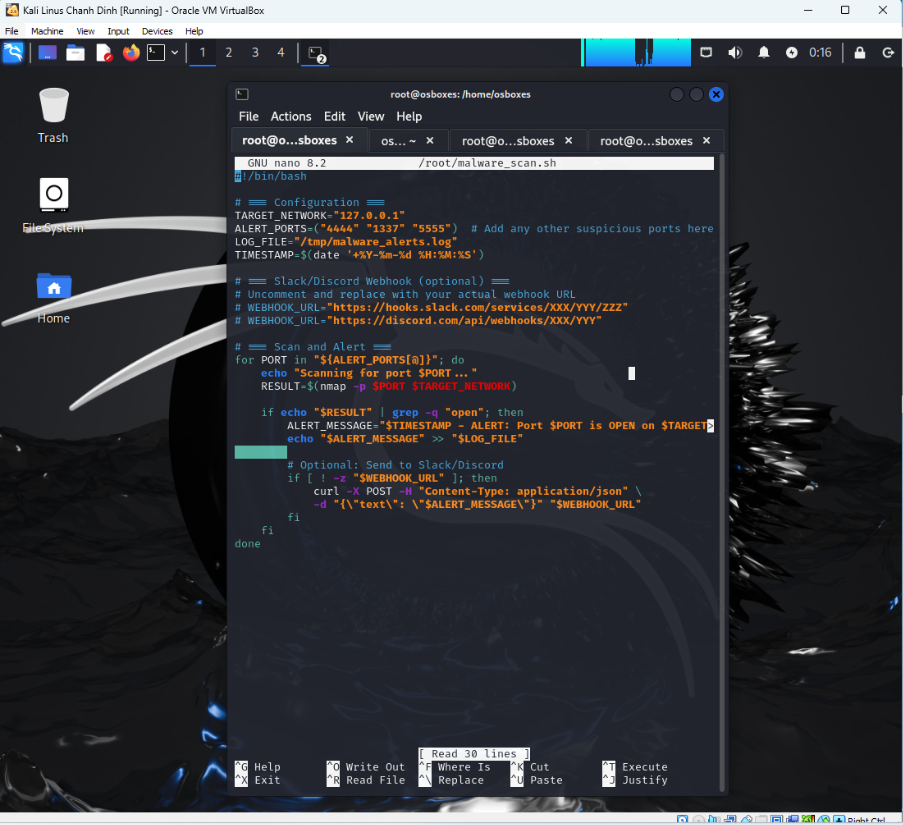 Kali Linus Chanh Dinh [Running] - Oracle VM VirtualBox
File Machine View Input Devices Help
1 2 3 4 2 0:16
Trash
File System
Home
root@osboxes: /home/osboxes
File Actions Edit View Help
root@o...sboxes × os... ~ × root@o...sboxes × root@o...sboxes ×
GNU nano 8.2 /root/malware_scan.sh
#!/bin/bash
# === Configuration ===
TARGET_NETWORK="127.0.0.1"
ALERT_PORTS=("4444" "1337" "5555") # Add any other suspicious ports here
LOG_FILE="/tmp/malware_alerts.log"
TIMESTAMP=$(date '+%Y-%m-%d %H:%M:%S')
# === Slack/Discord Webhook (optional) ===
# Uncomment and replace with your actual webhook URL
# WEBHOOK_URL="https://hooks.slack.com/services/XXX/YYY/ZZZ"
# WEBHOOK_URL="https://discord.com/api/webhooks/XXX/YYY"
# === Scan and Alert ===
for PORT in "${ALERT_PORTS[@]}"; do
echo "Scanning for port $PORT..."
RESULT=$(nmap -p $PORT $TARGET_NETWORK)
if echo "$RESULT" | grep -q "open"; then
ALERT_MESSAGE="$TIMESTAMP - ALERT: Port $PORT is OPEN on $TARGET>
echo "$ALERT_MESSAGE" >> "$LOG_FILE"
# Optional: Send to Slack/Discord
if [ ! -z "$WEBHOOK_URL" ]; then
curl -X POST -H "Content-Type: application/json" \
-d "{\"text\": \"$ALERT_MESSAGE\"}" "$WEBHOOK_URL"
fi
fi
done
[ Read 30 lines ]
^G Help ^O Write Out ^F Where Is ^K Cut ^T Execute
^X Exit ^R Read File ^\ Replace ^U Paste ^J Justify
Right Ctrl